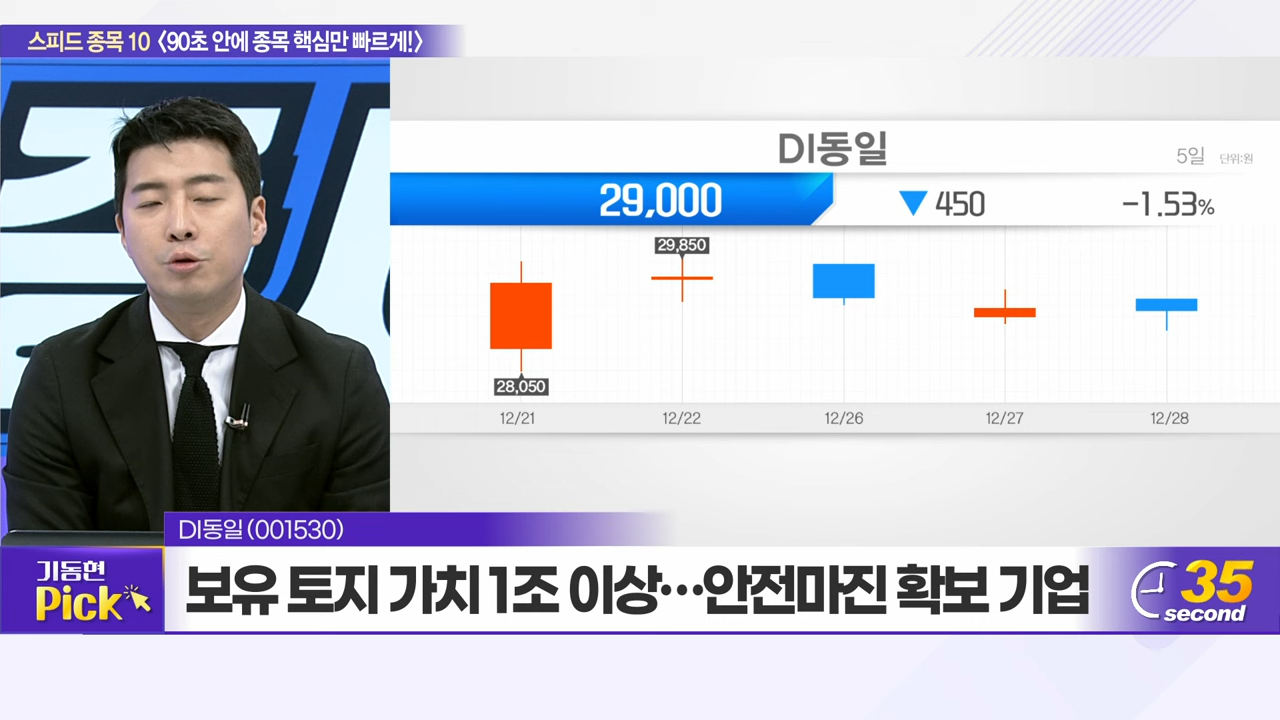 스피드 종목 10 〈90초 안에 종목 핵심만 빠르게!〉
DI동일
5일 단위:원
29,000 ▼450 -1.53%
29,850
28,050
12/21 12/22 12/26 12/27 12/28
DI동일(001530)
기동현
Pick
보유 토지 가치 1조 이상…안전마진 확보 기업
35
second